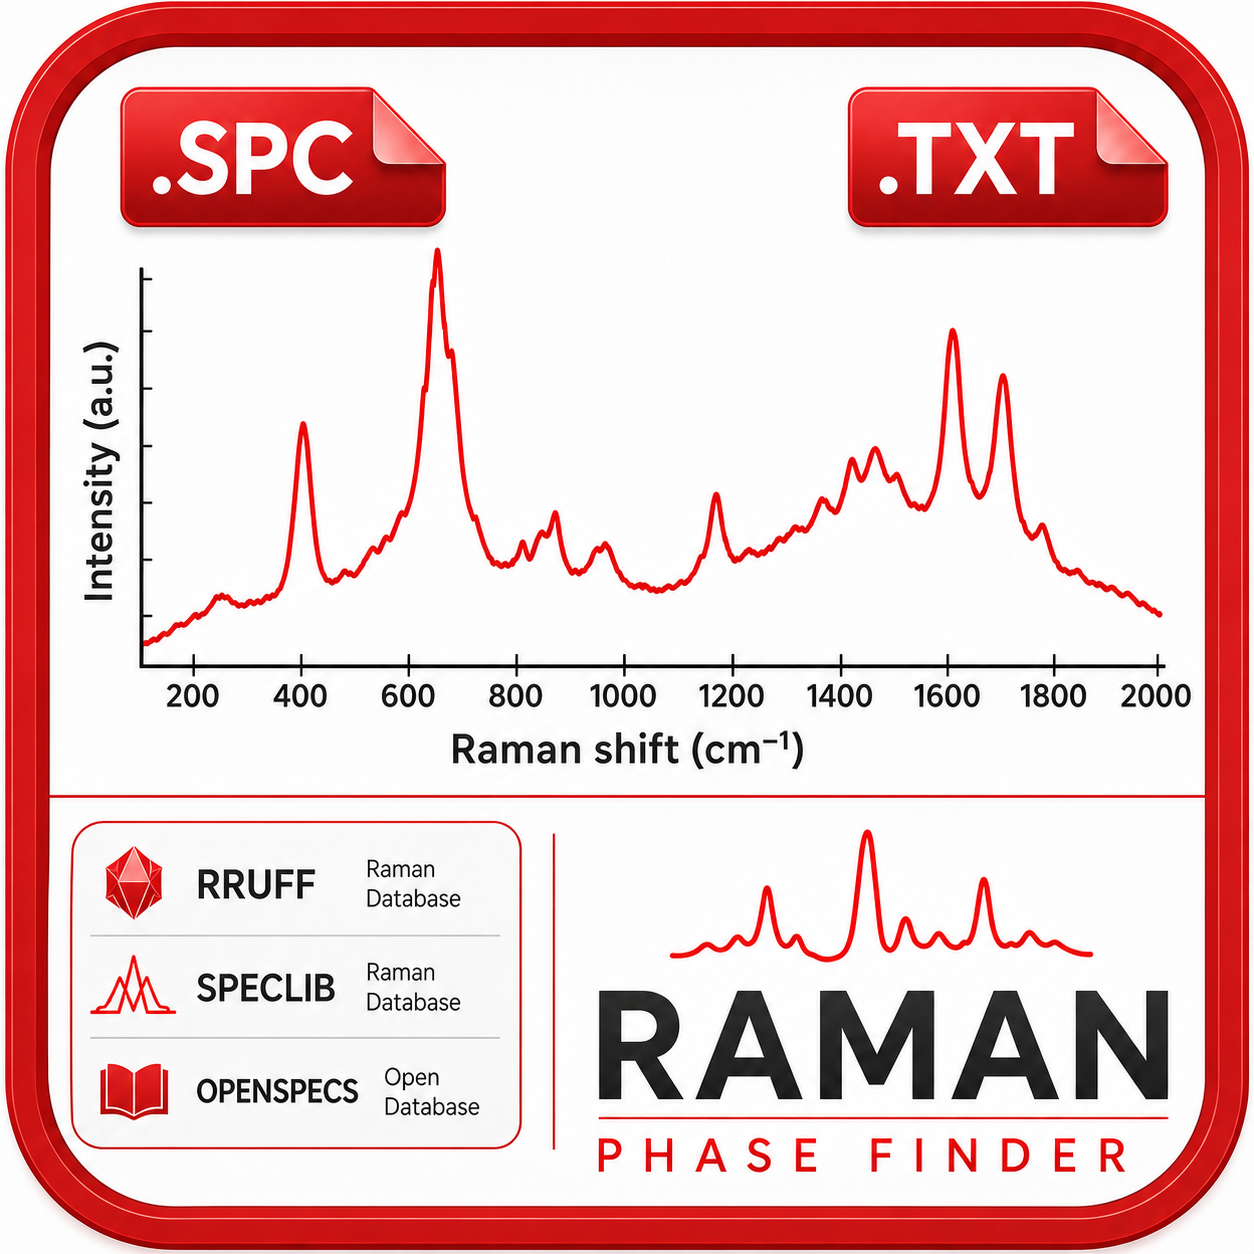 .SPC
.TXT
Intensity (a.u.)
200 400 600 800 1000 1200 1400 1600 1800 2000
Raman shift (cm⁻¹)
RRUFF
Raman
Database
SPECLIB
Raman
Database
OPENSPECS
Open
Database
RAMAN
PHASE FINDER